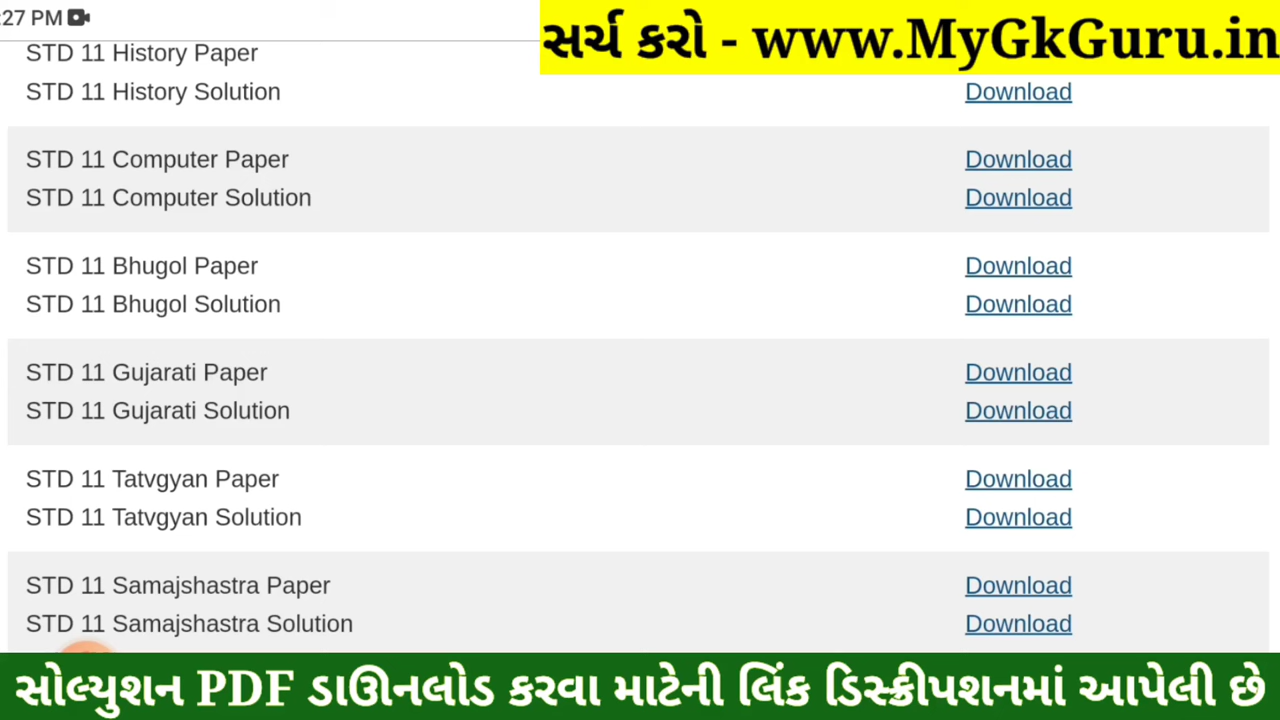 :27 PM
સર્ચ કરો - www.MyGkGuru.in
STD 11 History Paper
STD 11 History Solution Download
STD 11 Computer Paper Download
STD 11 Computer Solution Download
STD 11 Bhugol Paper Download
STD 11 Bhugol Solution Download
STD 11 Gujarati Paper Download
STD 11 Gujarati Solution Download
STD 11 Tatvgyan Paper Download
STD 11 Tatvgyan Solution Download
STD 11 Samajshastra Paper Download
STD 11 Samajshastra Solution Download
સોલ્યુશન PDF ડાઊનલોડ કરવા માટેની લિંક ડિસ્ક્રીપશનમાં આપેલી છે